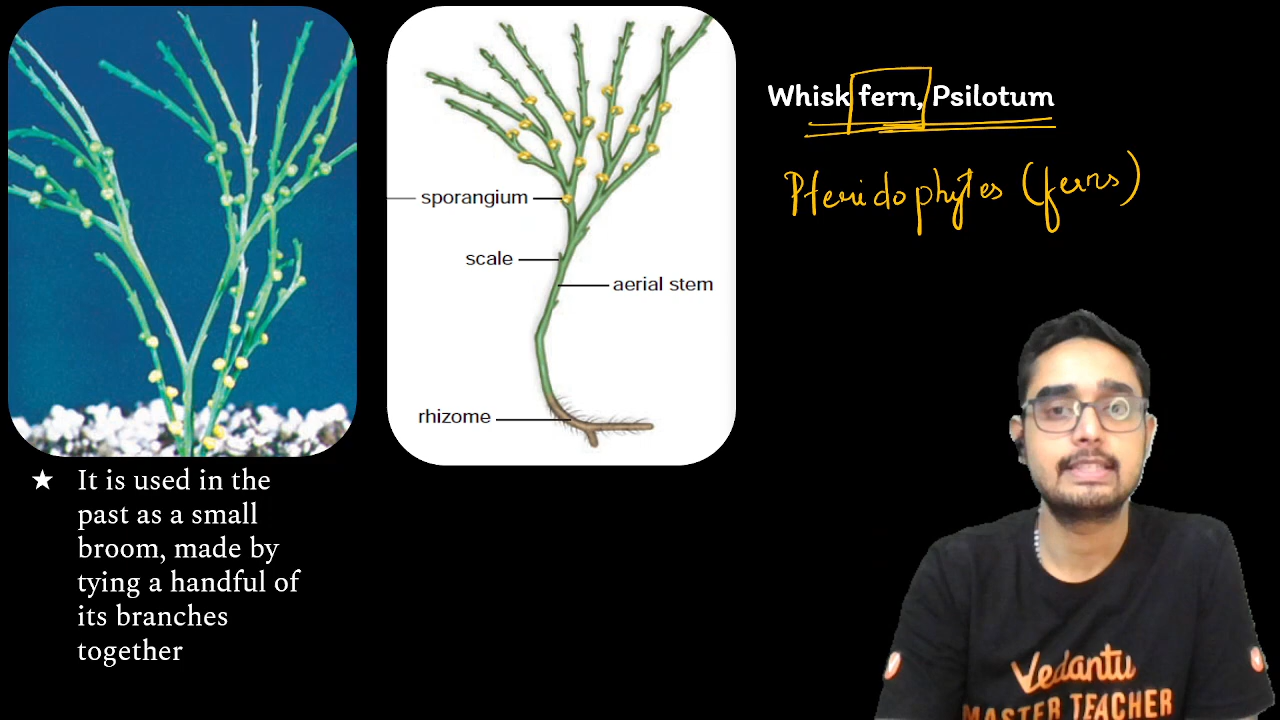 Whisk fern, Psilotum
Pteridophytes (ferns)
sporangium
scale
aerial stem
rhizome
★ It is used in the
past as a small
broom, made by
tying a handful of
its branches
together
Vedantu
MASTER TEACHER